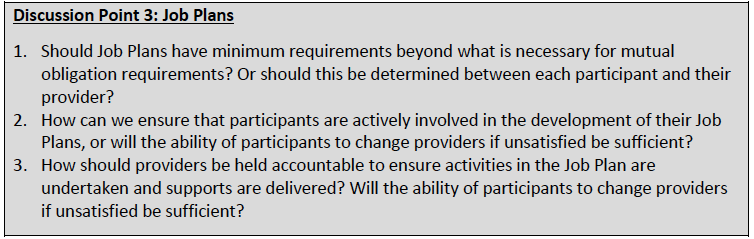 Discussion Point 3: Job Plans
1. Should Job Plans have minimum requirements beyond what is necessary for mutual
obligation requirements? Or should this be determined between each participant and their
provider?
2. How can we ensure that participants are actively involved in the development of their Job
Plans, or will the ability of participants to change providers if unsatisfied be sufficient?
3. How should providers be held accountable to ensure activities in the Job Plan are
undertaken and supports are delivered? Will the ability of participants to change providers
if unsatisfied be sufficient?